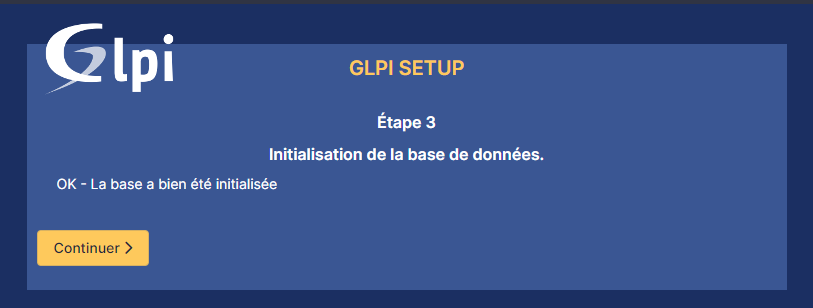 Glpi
GLPI SETUP
Étape 3
Initialisation de la base de données.
OK - La base a bien été initialisée
Continuer